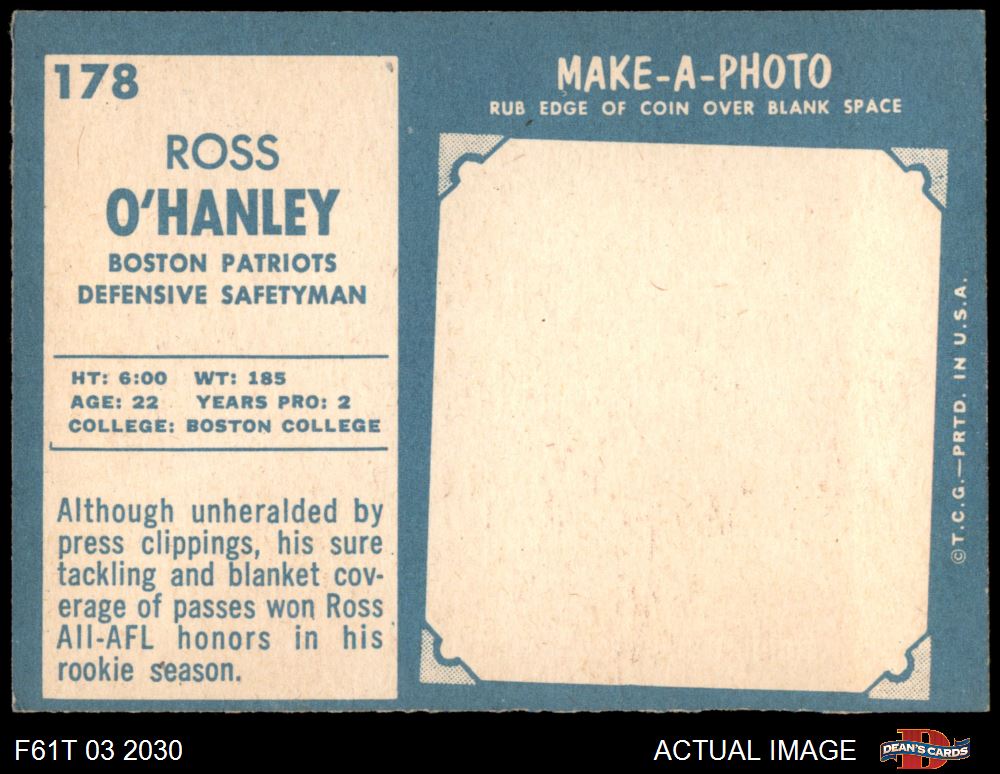 178
ROSS
O'HANLEY
BOSTON PATRIOTS
DEFENSIVE SAFETYMAN
HT: 6:00 WT: 185
AGE: 22 YEARS PRO: 2
COLLEGE: BOSTON COLLEGE
Although unheralded by
press clippings, his sure
tackling and blanket cov-
erage of passes won Ross
All-AFL honors in his
rookie season.
MAKE-A-PHOTO
RUB EDGE OF COIN OVER BLANK SPACE
©T.C.G.—PRTD. IN U.S.A.
F61T 03 2030
ACTUAL IMAGE
DEAN'S CARDS